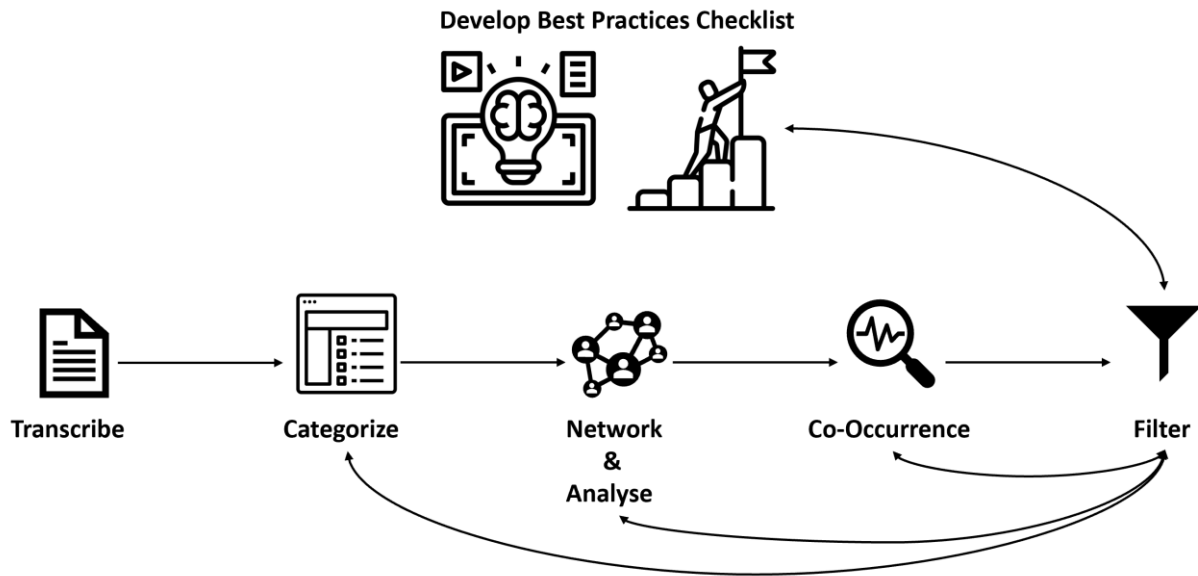 Develop Best Practices Checklist
Transcribe
Categorize
Network
&
Analyse
Co-Occurrence
Filter